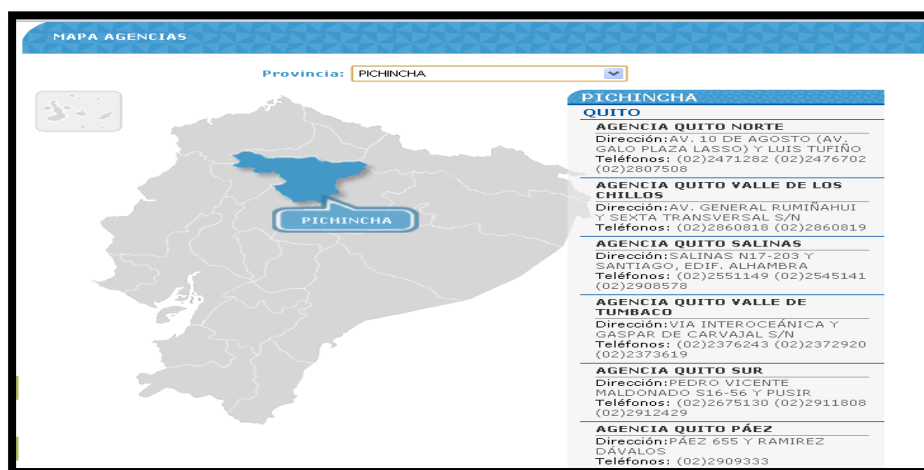 MAPA AGENCIAS
Provincia: PICHINCHA
PICHINCHA
PICHINCHA
QUITO
AGENCIA QUITO NORTE
Dirección:AV. 10 DE AGOSTO (AV.
GALO PLAZA LASSO) Y LUIS TUFIÑO
Teléfonos: (02)2471282 (02)2476702
(02)2807508
AGENCIA QUITO VALLE DE LOS
CHILLOS
Dirección:AV. GENERAL RUMIÑAHUI
Y SEXTA TRANSVERSAL S/N
Teléfonos: (02)2860818 (02)2860819
AGENCIA QUITO SALINAS
Dirección:SALINAS N17-203 Y
SANTIAGO, EDIF. ALHAMBRA
Teléfonos: (02)2551149 (02)2545141
(02)2908578
AGENCIA QUITO VALLE DE
TUMBACO
Dirección:VIA INTEROCEÁNICA Y
GASPAR DE CARVAJAL S/N
Teléfonos: (02)2376243 (02)2372920
(02)2373619
AGENCIA QUITO SUR
Dirección:PEDRO VICENTE
MALDONADO S16-56 Y PUSIR
Teléfonos: (02)2675130 (02)2911808
(02)2912429
AGENCIA QUITO PÁEZ
Dirección:PÁEZ 655 Y RAMIREZ
DÁVALOS
Teléfonos: (02)2909333